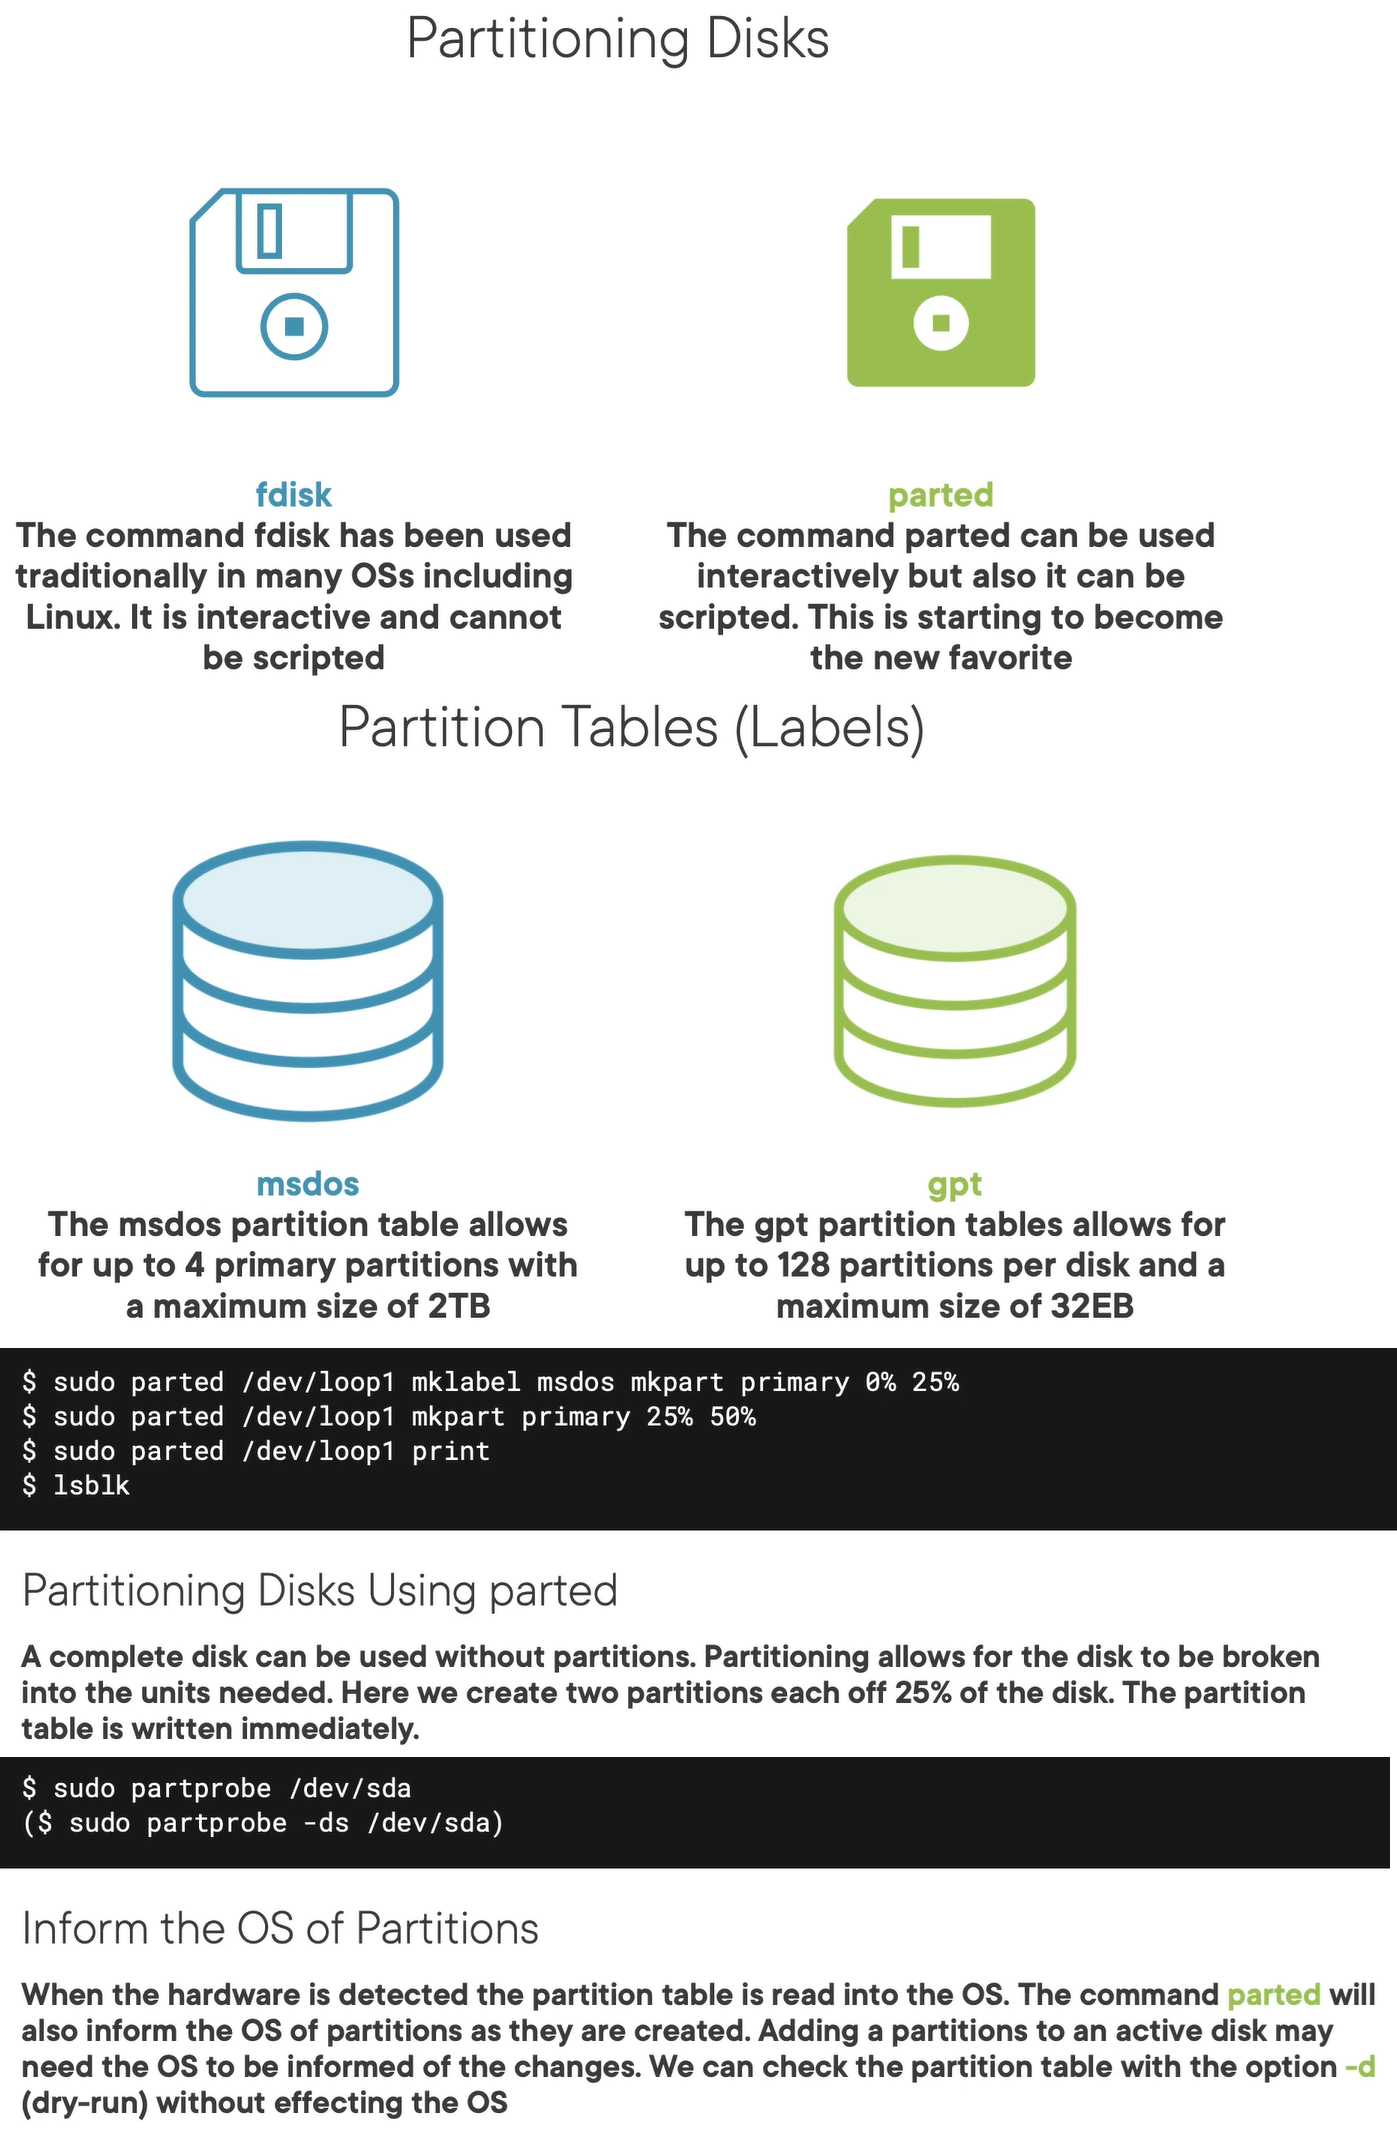 Partitioning Disks
fdisk
The command fdisk has been used
traditionally in many OSs including
Linux. It is interactive and cannot
be scripted
parted
The command parted can be used
interactively but also it can be
scripted. This is starting to become
the new favorite
Partition Tables (Labels)
msdos
The msdos partition table allows
for up to 4 primary partitions with
a maximum size of 2TB
gpt
The gpt partition tables allows for
up to 128 partitions per disk and a
maximum size of 32EB
$ sudo parted /dev/loop1 mklabel msdos mkpart primary 0% 25%
$ sudo parted /dev/loop1 mkpart primary 25% 50%
$ sudo parted /dev/loop1 print
$ lsblk
Partitioning Disks Using parted
A complete disk can be used without partitions. Partitioning allows for the disk to be broken
into the units needed. Here we create two partitions each off 25% of the disk. The partition
table is written immediately.
$ sudo partprobe /dev/sda
($ sudo partprobe -ds /dev/sda)
Inform the OS of Partitions
When the hardware is detected the partition table is read into the OS. The command parted will
also inform the OS of partitions as they are created. Adding a partitions to an active disk may
need the OS to be informed of the changes. We can check the partition table with the option -d
(dry-run) without effecting the OS